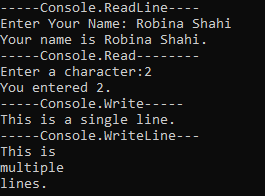 -----Console.ReadLine----
Enter Your Name: Robina Shahi
Your name is Robina Shahi.
-----Console.Read--------
Enter a character:2
You entered 2.
-----Console.Write-----
This is a single line.
-----Console.WriteLine---
This is
multiple
lines.